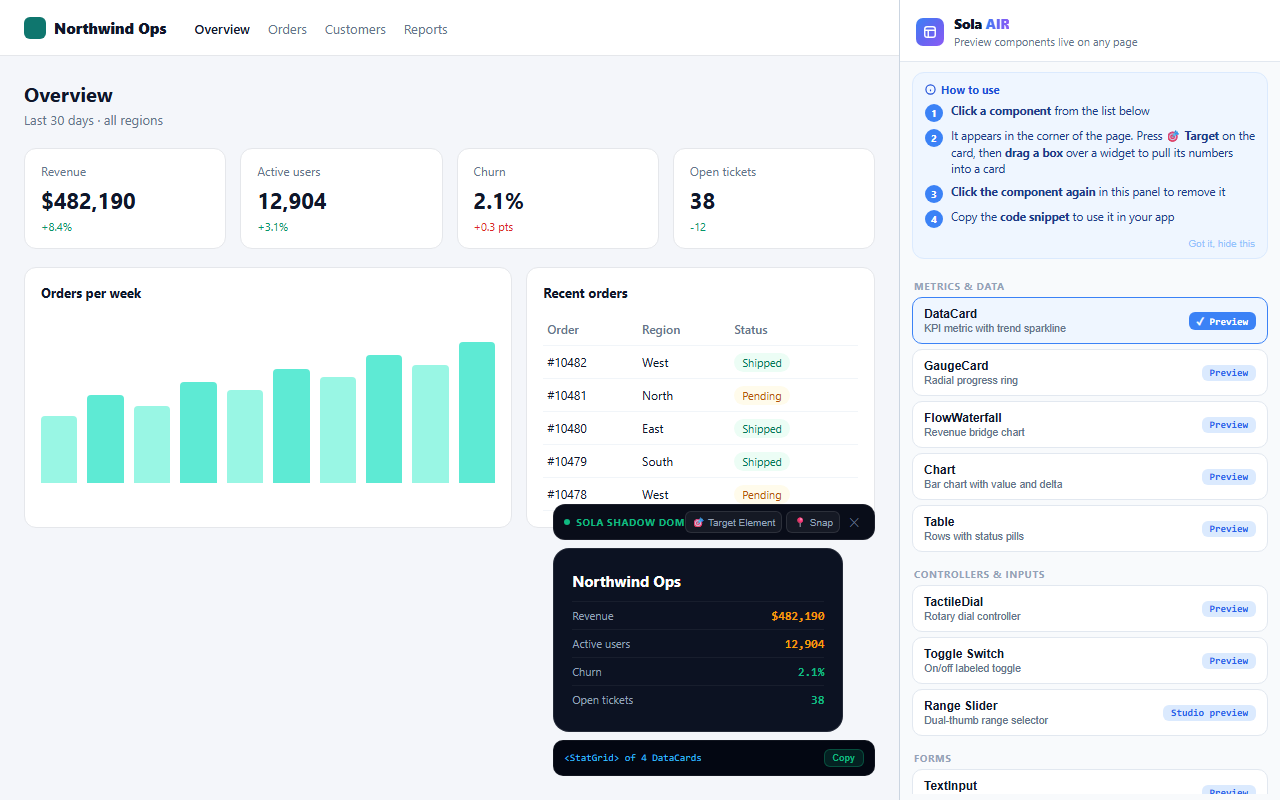 Northwind Ops
Overview
Orders
Customers
Reports
Overview
Last 30 days · all regions
Revenue
$482,190
+8.4%
Active users
12,904
+3.1%
Churn
2.1%
+0.3 pts
Open tickets
38
-12
Orders per week
Recent orders
Order Region Status
#10482 West Shipped
#10481 North Pending
#10480 East Shipped
#10479 South Shipped
#10478 West Pending
SOLA SHADOW DOM
🎯 Target Element
📍 Snap
Northwind Ops
Revenue $482,190
Active users 12,904
Churn 2.1%
Open tickets 38
<StatGrid> of 4 DataCards
Copy
Sola AIR
Preview components live on any page
How to use
1 Click a component from the list below
2 It appears in the corner of the page. Press 🎯 Target on the
card, then drag a box over a widget to pull its numbers
into a card
3 Click the component again in this panel to remove it
4 Copy the code snippet to use it in your app
Got it, hide this
METRICS & DATA
DataCard
KPI metric with trend sparkline
✓ Preview
GaugeCard
Radial progress ring
Preview
FlowWaterfall
Revenue bridge chart
Preview
Chart
Bar chart with value and delta
Preview
Table
Rows with status pills
Preview
CONTROLLERS & INPUTS
TactileDial
Rotary dial controller
Preview
Toggle Switch
On/off labeled toggle
Preview
Range Slider
Dual-thumb range selector
Studio preview
FORMS
TextInput
Preview